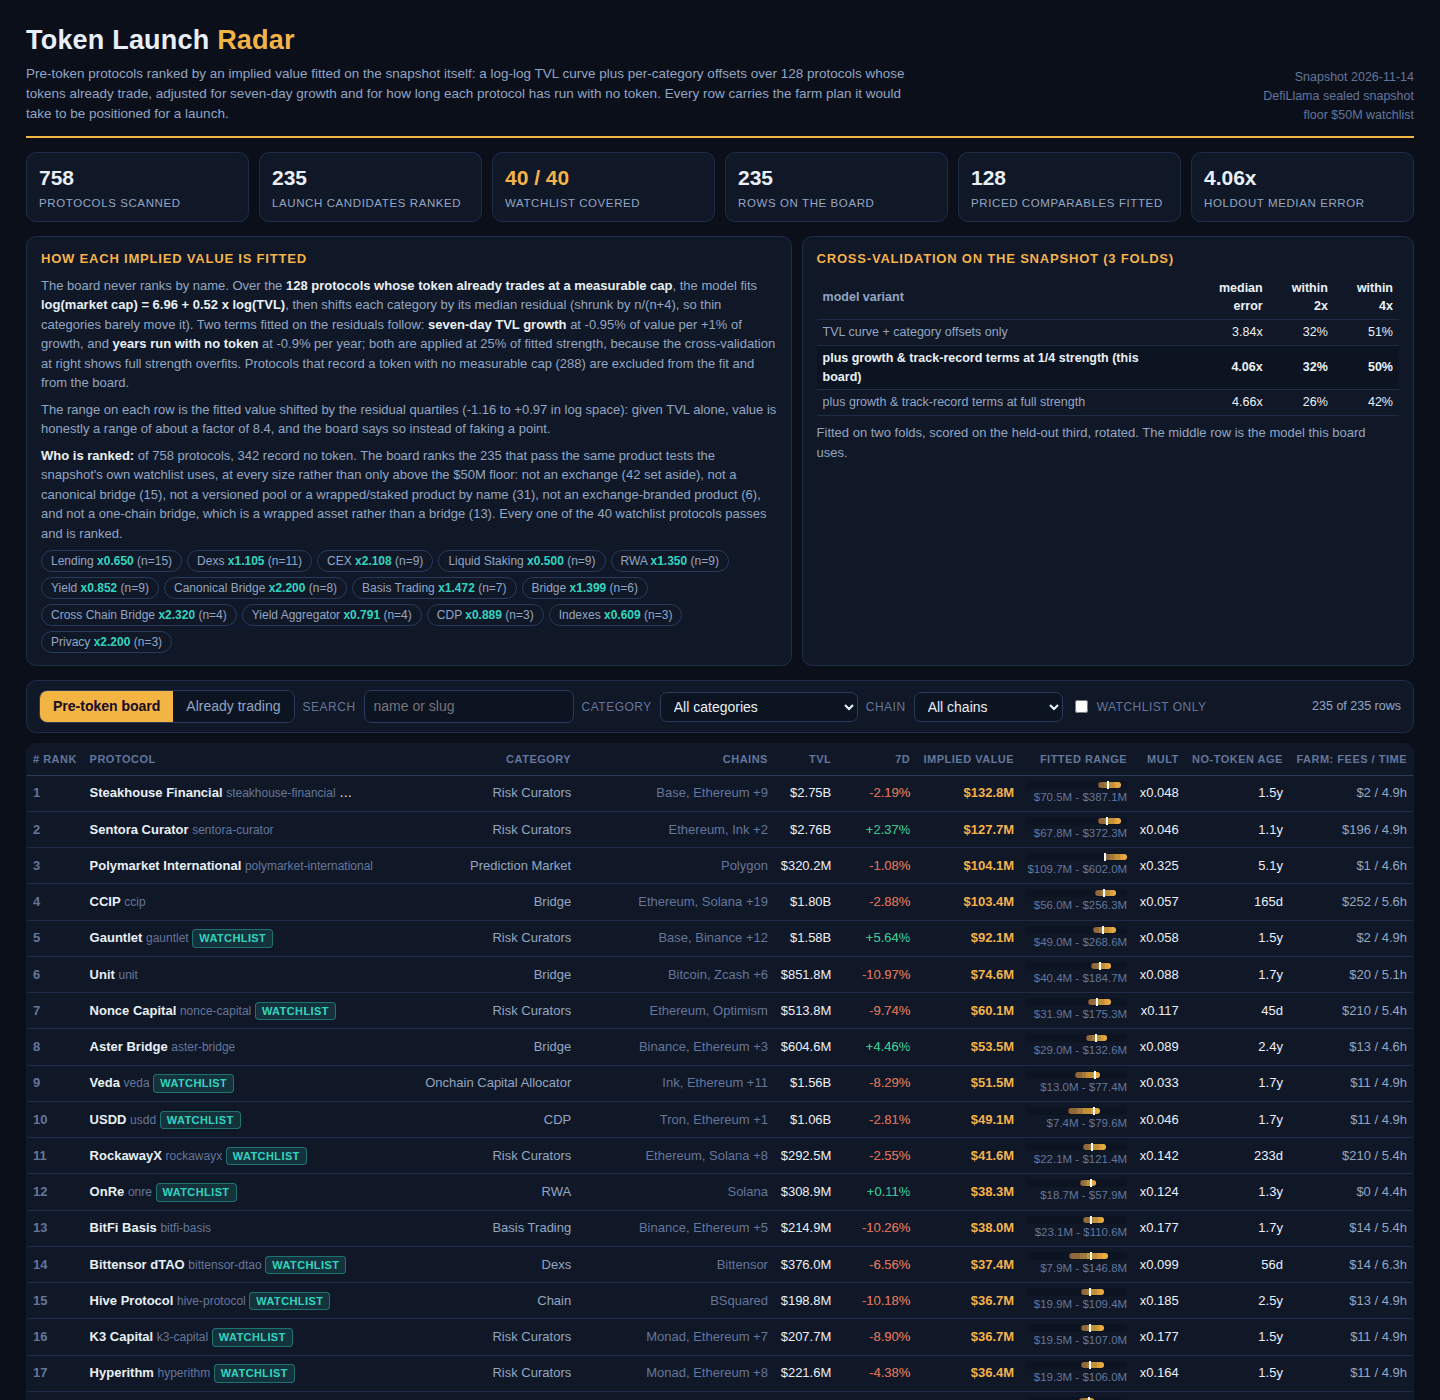 Token Launch Radar
Pre-token protocols ranked by an implied value fitted on the snapshot itself: a log-log TVL curve plus per-category offsets over 128 protocols whose
tokens already trade, adjusted for seven-day growth and for how long each protocol has run with no token. Every row carries the farm plan it would
take to be positioned for a launch.
Snapshot 2026-11-14
DefiLlama sealed snapshot
floor $50M watchlist
758
PROTOCOLS SCANNED
235
LAUNCH CANDIDATES RANKED
40 / 40
WATCHLIST COVERED
235
ROWS ON THE BOARD
128
PRICED COMPARABLES FITTED
4.06x
HOLDOUT MEDIAN ERROR
HOW EACH IMPLIED VALUE IS FITTED
The board never ranks by name. Over the 128 protocols whose token already trades at a measurable cap, the model fits
log(market cap) = 6.96 + 0.52 x log(TVL), then shifts each category by its median residual (shrunk by n/(n+4), so thin
categories barely move it). Two terms fitted on the residuals follow: seven-day TVL growth at -0.95% of value per +1% of
growth, and years run with no token at -0.9% per year; both are applied at 25% of fitted strength, because the cross-validation
at right shows full strength overfits. Protocols that record a token with no measurable cap (288) are excluded from the fit and
from the board.
The range on each row is the fitted value shifted by the residual quartiles (-1.16 to +0.97 in log space): given TVL alone, value is
honestly a range of about a factor of 8.4, and the board says so instead of faking a point.
Who is ranked: of 758 protocols, 342 record no token. The board ranks the 235 that pass the same product tests the
snapshot's own watchlist uses, at every size rather than only above the $50M floor: not an exchange (42 set aside), not a
canonical bridge (15), not a versioned pool or a wrapped/staked product by name (31), not an exchange-branded product (6),
and not a one-chain bridge, which is a wrapped asset rather than a bridge (13). Every one of the 40 watchlist protocols passes
and is ranked.
Lending x0.650 (n=15) Dexs x1.105 (n=11) CEX x2.108 (n=9) Liquid Staking x0.500 (n=9) RWA x1.350 (n=9)
Yield x0.852 (n=9) Canonical Bridge x2.200 (n=8) Basis Trading x1.472 (n=7) Bridge x1.399 (n=6)
Cross Chain Bridge x2.320 (n=4) Yield Aggregator x0.791 (n=4) CDP x0.889 (n=3) Indexes x0.609 (n=3)
Privacy x2.200 (n=3)
CROSS-VALIDATION ON THE SNAPSHOT (3 FOLDS)
model variant median error within 2x within 4x
TVL curve + category offsets only 3.84x 32% 51%
plus growth & track-record terms at 1/4 strength (this board) 4.06x 32% 50%
plus growth & track-record terms at full strength 4.66x 26% 42%
Fitted on two folds, scored on the held-out third, rotated. The middle row is the model this board
uses.
Pre-token board Already trading SEARCH name or slug CATEGORY All categories CHAIN All chains WATCHLIST ONLY 235 of 235 rows
# RANK PROTOCOL CATEGORY CHAINS TVL 7D IMPLIED VALUE FITTED RANGE MULT NO-TOKEN AGE FARM: FEES / TIME
1 Steakhouse Financial steakhouse-financial ... Risk Curators Base, Ethereum +9 $2.75B -2.19% $132.8M $70.5M - $387.1M x0.048 1.5y $2 / 4.9h
2 Sentora Curator sentora-curator Risk Curators Ethereum, Ink +2 $2.76B +2.37% $127.7M $67.8M - $372.3M x0.046 1.1y $196 / 4.9h
3 Polymarket International polymarket-international Prediction Market Polygon $320.2M -1.08% $104.1M $109.7M - $602.0M x0.325 5.1y $1 / 4.6h
4 CCIP ccip Bridge Ethereum, Solana +19 $1.80B -2.88% $103.4M $56.0M - $256.3M x0.057 165d $252 / 5.6h
5 Gauntlet gauntlet WATCHLIST Risk Curators Base, Binance +12 $1.58B +5.64% $92.1M $49.0M - $268.6M x0.058 1.5y $2 / 4.9h
6 Unit unit Bridge Bitcoin, Zcash +6 $851.8M -10.97% $74.6M $40.4M - $184.7M x0.088 1.7y $20 / 5.1h
7 Nonce Capital nonce-capital WATCHLIST Risk Curators Ethereum, Optimism $513.8M -9.74% $60.1M $31.9M - $175.3M x0.117 45d $210 / 5.4h
8 Aster Bridge aster-bridge Bridge Binance, Ethereum +3 $604.6M +4.46% $53.5M $29.0M - $132.6M x0.089 2.4y $13 / 4.6h
9 Veda veda WATCHLIST Onchain Capital Allocator Ink, Ethereum +11 $1.56B -8.29% $51.5M $13.0M - $77.4M x0.033 1.7y $11 / 4.9h
10 USDD usdd WATCHLIST CDP Tron, Ethereum +1 $1.06B -2.81% $49.1M $7.4M - $79.6M x0.046 1.7y $11 / 4.9h
11 RockawayX rockawayx WATCHLIST Risk Curators Ethereum, Solana +8 $292.5M -2.55% $41.6M $22.1M - $121.4M x0.142 233d $210 / 5.4h
12 OnRe onre WATCHLIST RWA Solana $308.9M +0.11% $38.3M $18.7M - $57.9M x0.124 1.3y $0 / 4.4h
13 BitFi Basis bitfi-basis Basis Trading Binance, Ethereum +5 $214.9M -10.26% $38.0M $23.1M - $110.6M x0.177 1.7y $14 / 5.4h
14 Bittensor dTAO bittensor-dtao WATCHLIST Dexs Bittensor $376.0M -6.56% $37.4M $7.9M - $146.8M x0.099 56d $14 / 6.3h
15 Hive Protocol hive-protocol WATCHLIST Chain BSquared $198.8M -10.18% $36.7M $19.9M - $109.4M x0.185 2.5y $13 / 4.9h
16 K3 Capital k3-capital WATCHLIST Risk Curators Monad, Ethereum +7 $207.7M -8.90% $36.7M $19.5M - $107.0M x0.177 1.5y $11 / 4.9h
17 Hyperithm hyperithm WATCHLIST Risk Curators Monad, Ethereum +8 $221.6M -4.38% $36.4M $19.3M - $106.0M x0.164 1.5y $11 / 4.9h